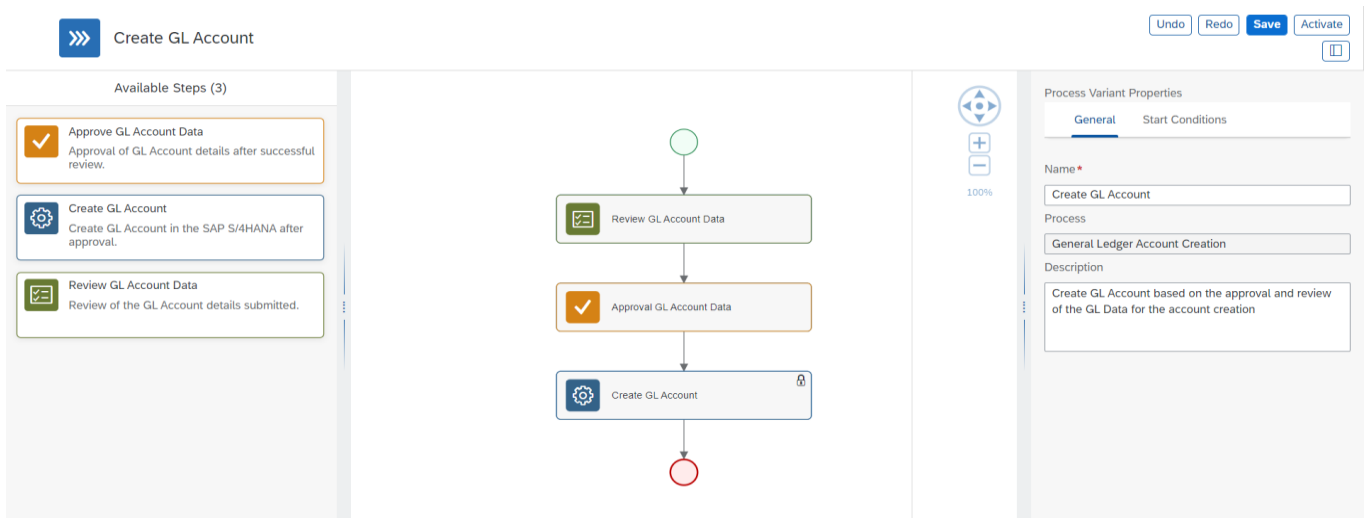 Create GL Account
Undo
Redo
Save
Activate
Available Steps (3)
Approve GL Account Data
Approval of GL Account details after successful
review.
Create GL Account
Create GL Account in the SAP S/4HANA after
approval.
Review GL Account Data
Review of the GL Account details submitted.
Review GL Account Data
Approval GL Account Data
Create GL Account
100%
Process Variant Properties
General
Start Conditions
Name*
Create GL Account
Process
General Ledger Account Creation
Description
Create GL Account based on the approval and review
of the GL Data for the account creation